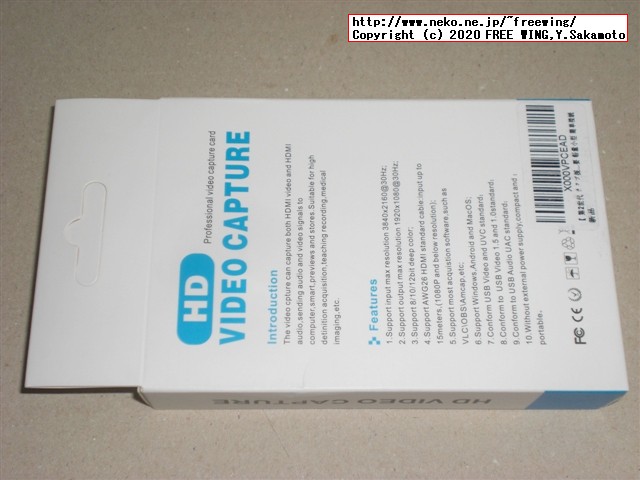 http://www.neko.ne.jp/~freewing/
Copyright (c) 2020 FREE WING,Y.Sakamoto
HD
Professional video capture card
VIDEO CAPTURE
Introduction
The video cpture can capture both HDMI video and HDMI
audio,sending audio and video signals to
computer,smart,previews and stores.Suitable for high
detinition acquisition,teaching recording,medical
imaging,etc.
Features
1.Support input max resolution 3840x2160@30Hz;
2.Support output max resolution 1920x1080@30Hz;
3.Support 8/10/12bit deep color;
4.Support AWG26 HDMI standard cable:input up to
15meters,(1080P and below resolution);
5.Support most acquistion software,such as
VLC\OBS\Amcap,etc;
6.Support Windows,Android and MacOS;
7.Conform USB Video and UVC standard;
8.Conform to USB Video 1.5 and 1.0standard;
9.Conform to USB Audio UAC standard;
10.Without external power supply,compact and
portable.
X000VPCEAD
新品
FC CE
HD VIDEO CAPTURE